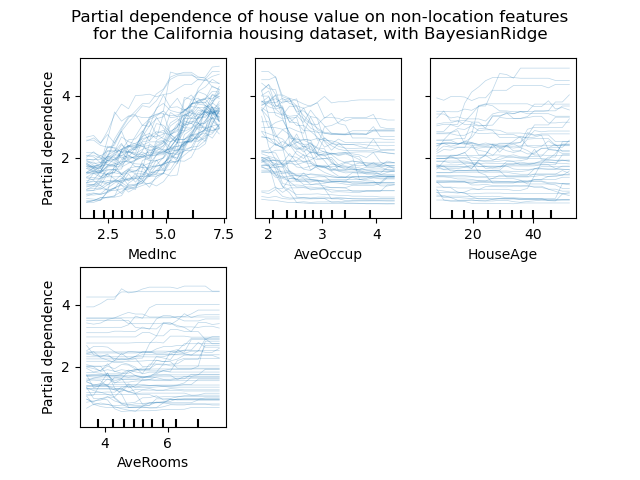 Partial dependence of house value on non-location features
for the California housing dataset, with BayesianRidge
Partial dependence
4
2
2.5 5.0 7.5
MedInc
2 3 4
AveOccup
20 40
HouseAge
Partial dependence
4
2
4 6
AveRooms